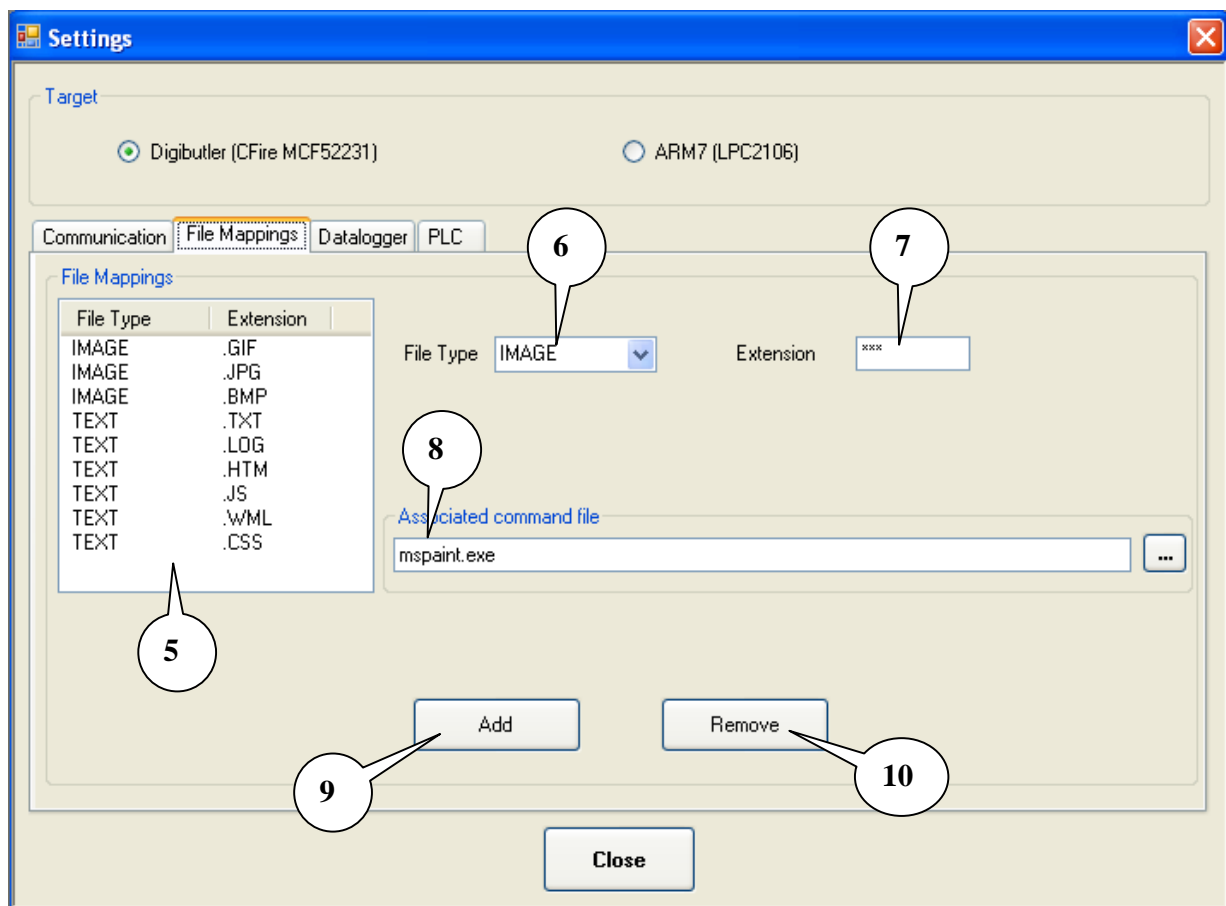 Settings
Target
Digibutler (CFire MCF52231)
ARM7 (LPC2106)
Communication File Mappings Datalogger PLC
6
7
File Mappings
File Type Extension
IMAGE .GIF
IMAGE .JPG
IMAGE .BMP
TEXT .TXT
TEXT .LOG
TEXT .HTM
TEXT .JS
TEXT .WML
TEXT .CSS
File Type IMAGE
Extension ***
8
Associated command file
mspaint.exe ...
5
Add
Remove
9
10
Close